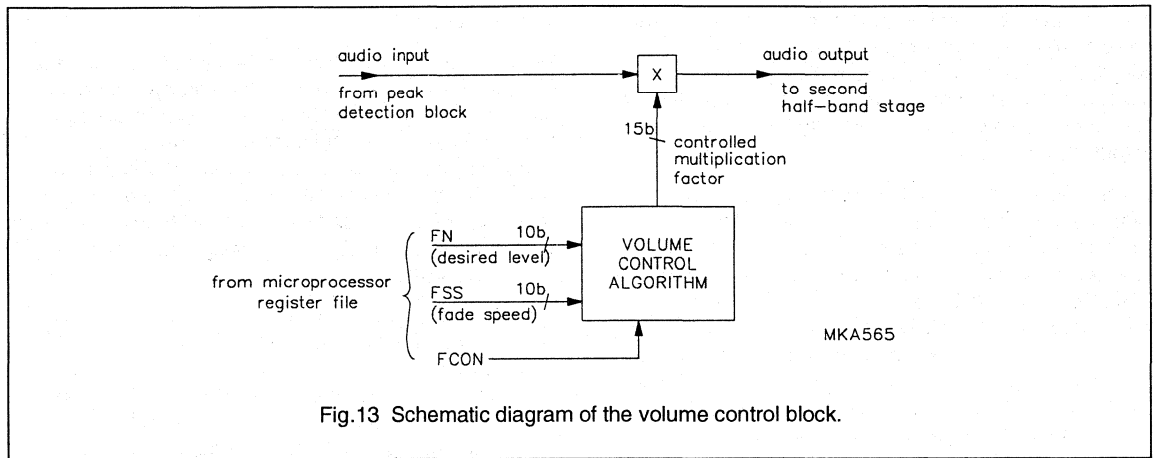 audio input
from peak
detection block
X
audio output
to second
half-band stage
15b
controlled
multiplication
factor
from microprocessor
register file
FN 10b
(desired level)
FSS 10b
(fade speed)
FCON
VOLUME
CONTROL
ALGORITHM
MKA565
Fig.13 Schematic diagram of the volume control block.